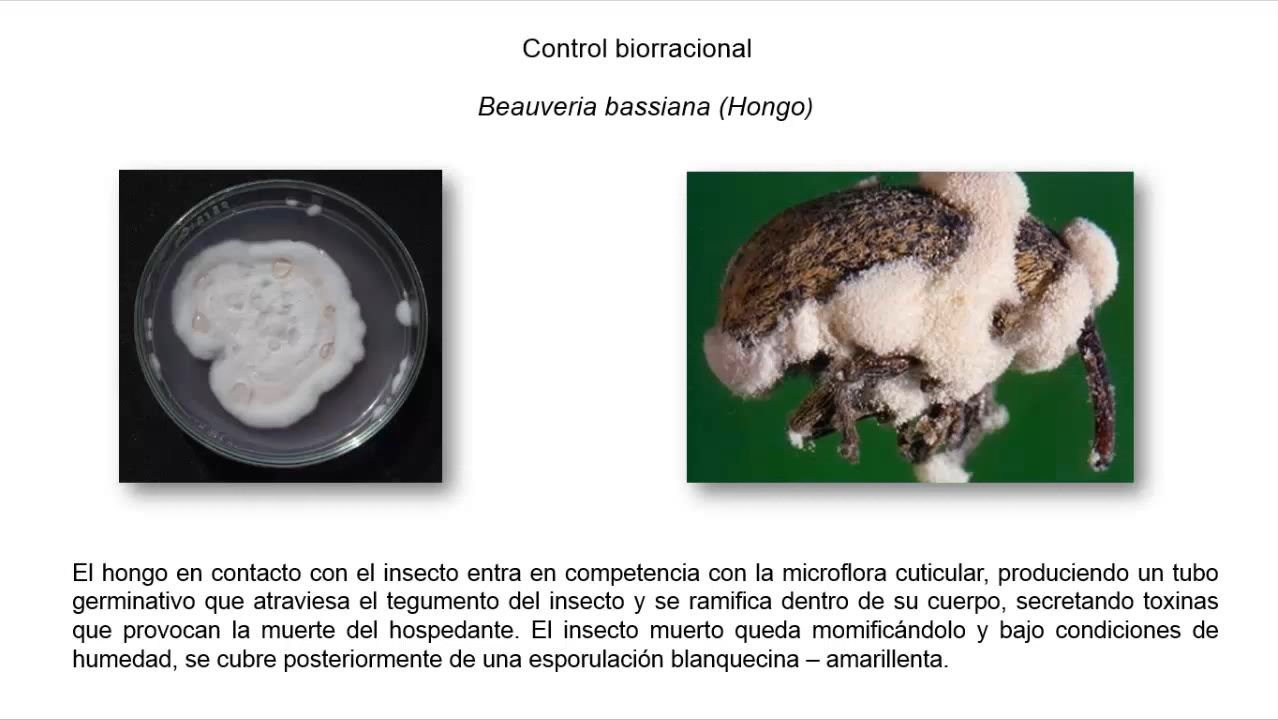 Control biorracional
Beauveria bassiana (Hongo)
El hongo en contacto con el insecto entra en competencia con la microflora cuticular, produciendo un tubo
germinativo que atraviesa el tegumento del insecto y se ramifica dentro de su cuerpo, secretando toxinas
que provocan la muerte del hospedante. El insecto muerto queda momificándolo y bajo condiciones de
humedad, se cubre posteriormente de una esporulación blanquecina – amarillenta.